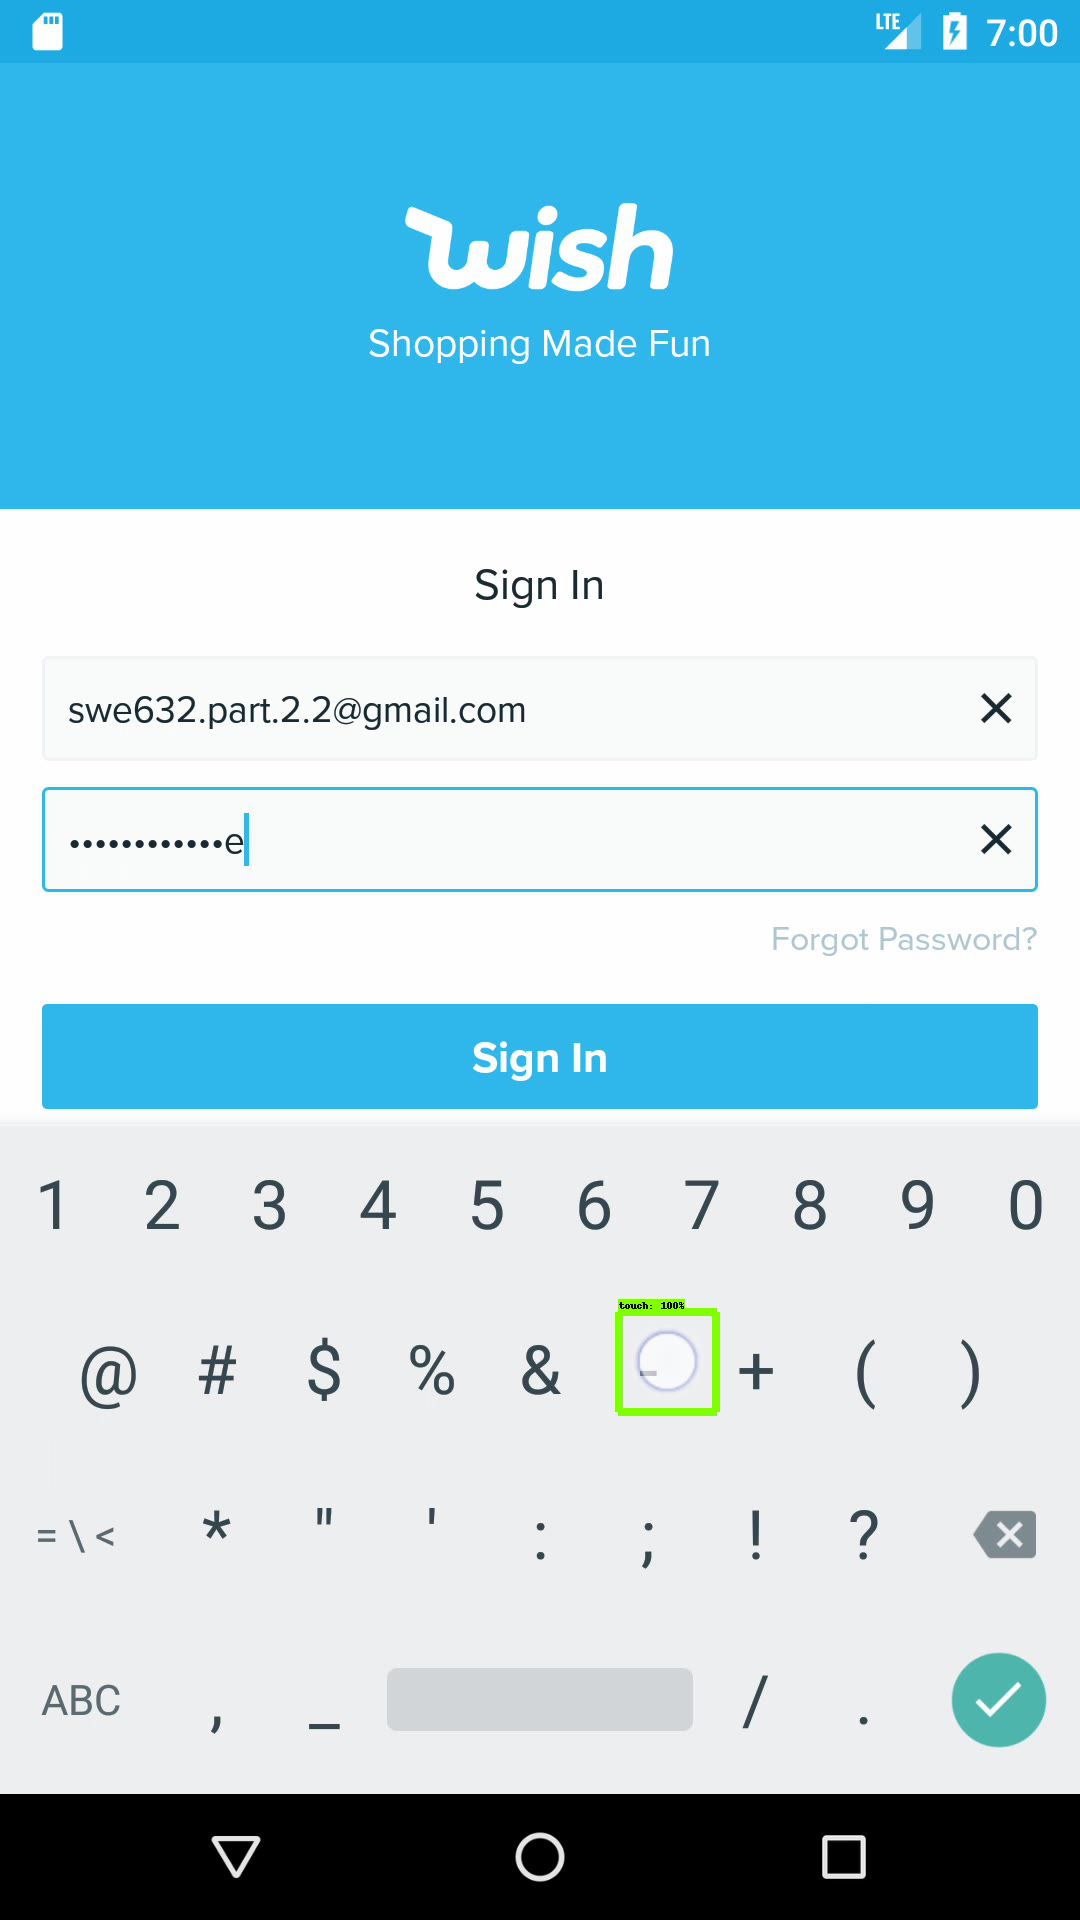 LTE 7:00
wish
Shopping Made Fun
Sign In
swe632.part.2.2@gmail.com
••••••••••••e
Forgot Password?
Sign In
1 2 3 4 5 6 7 8 9 0
touch: 100%
@ # $ % & - + ( )
= \ < * " ' : ; ! ?
ABC , _ / .